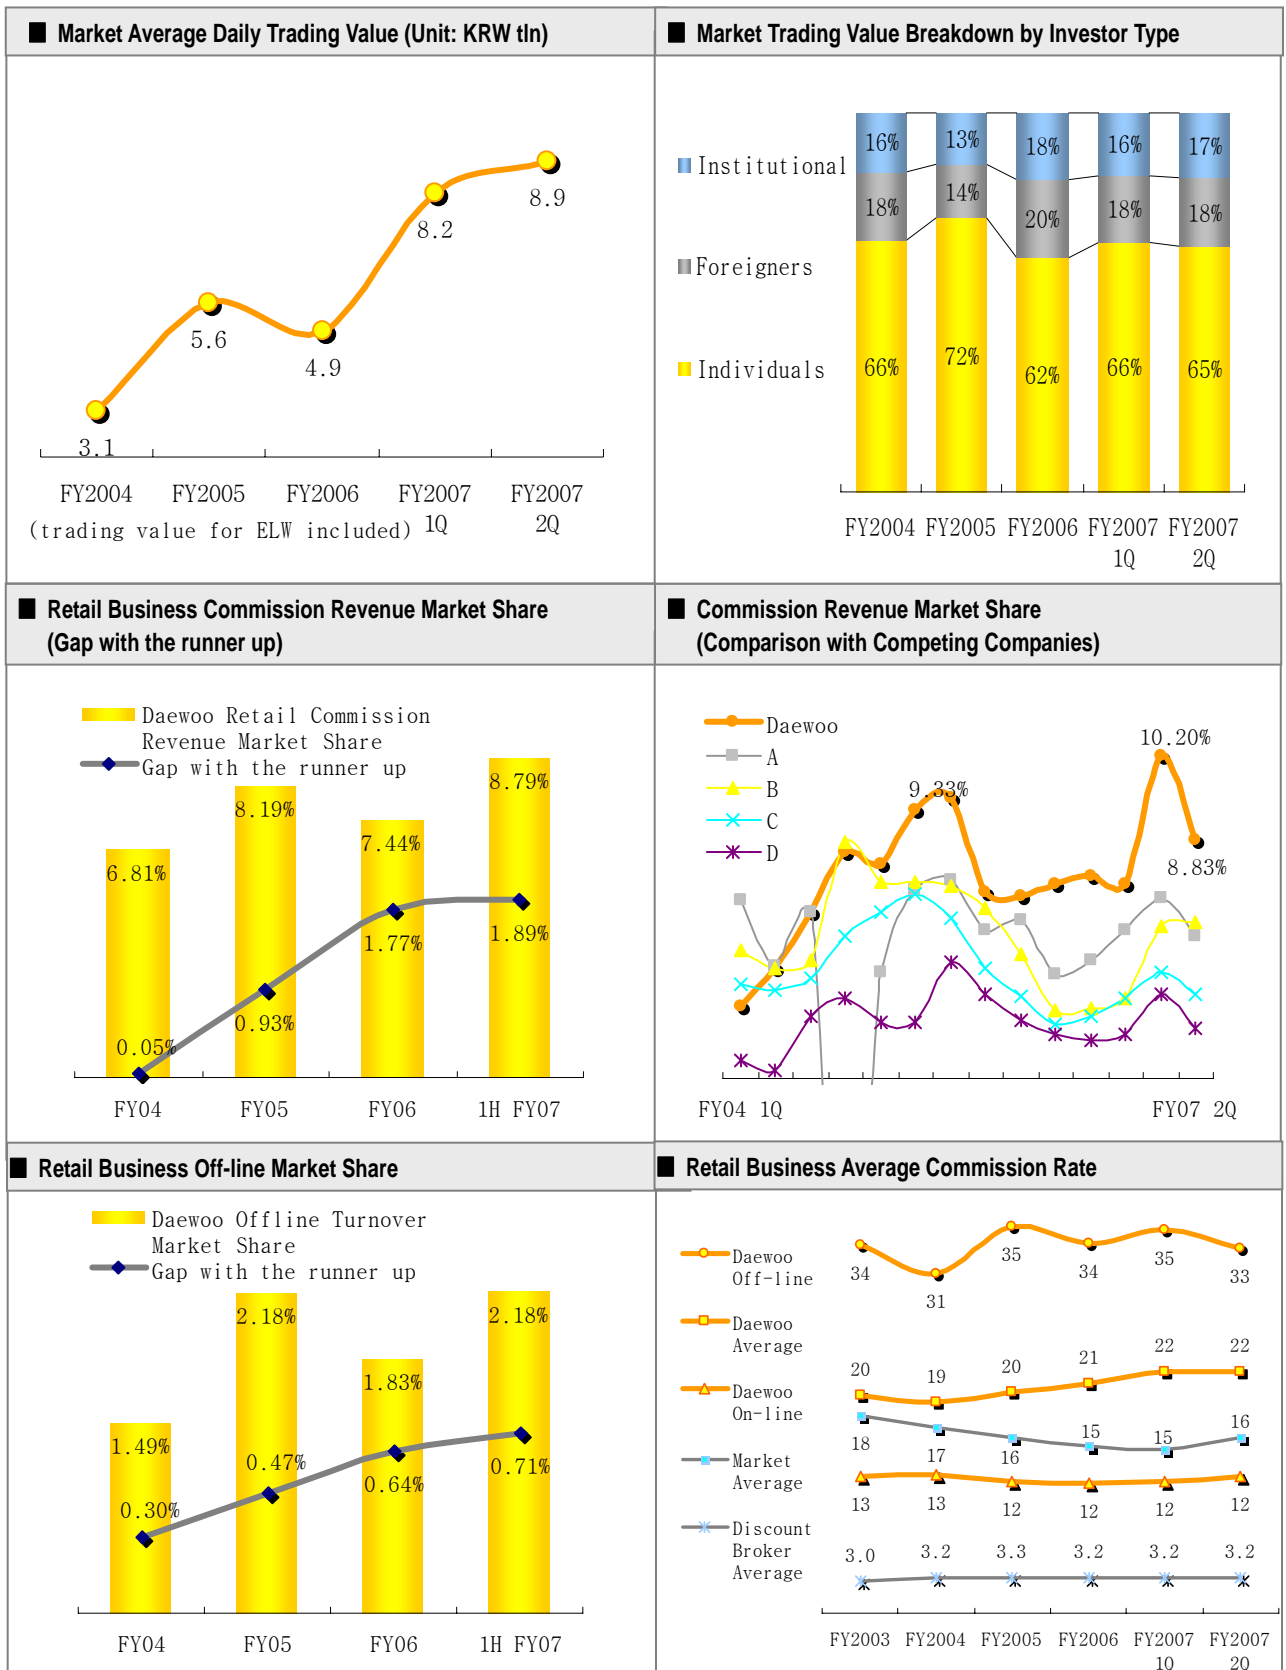 Market Average Daily Trading Value (Unit: KRW tln)
8.9
8.2
5.6
4.9
3.1
FY2004 FY2005 FY2006 FY2007 FY2007
1Q 2Q
(trading value for ELW included)
Market Trading Value Breakdown by Investor Type
Institutional
Foreigners
Individuals
16% 13% 18% 16% 17%
18% 14% 20% 18% 18%
66% 72% 62% 66% 65%
FY2004 FY2005 FY2006 FY2007 FY2007
1Q 2Q
Retail Business Commission Revenue Market Share
(Gap with the runner up)
Daewoo Retail Commission
Revenue Market Share
Gap with the runner up
6.81% 8.19% 7.44% 8.79%
0.05% 0.93% 1.77% 1.89%
FY04 FY05 FY06 1H FY07
Commission Revenue Market Share
(Comparison with Competing Companies)
Daewoo
A
B
C
D
9.33%
10.20%
8.83%
FY04 1Q FY07 2Q
Retail Business Off-line Market Share
Daewoo Offline Turnover
Market Share
Gap with the runner up
1.49% 2.18% 1.83% 2.18%
0.30% 0.47% 0.64% 0.71%
FY04 FY05 FY06 1H FY07
Retail Business Average Commission Rate
Daewoo
Off-line
Daewoo
Average
Daewoo
On-line
Market
Average
Discount
Broker
Average
34 31 35 34 35 33
20 19 20 21 22 22
18 17 16 15 15 16
13 13 12 12 12 12
3.0 3.2 3.3 3.2 3.2 3.2
FY2003 FY2004 FY2005 FY2006 FY2007 FY2007
1Q 2Q